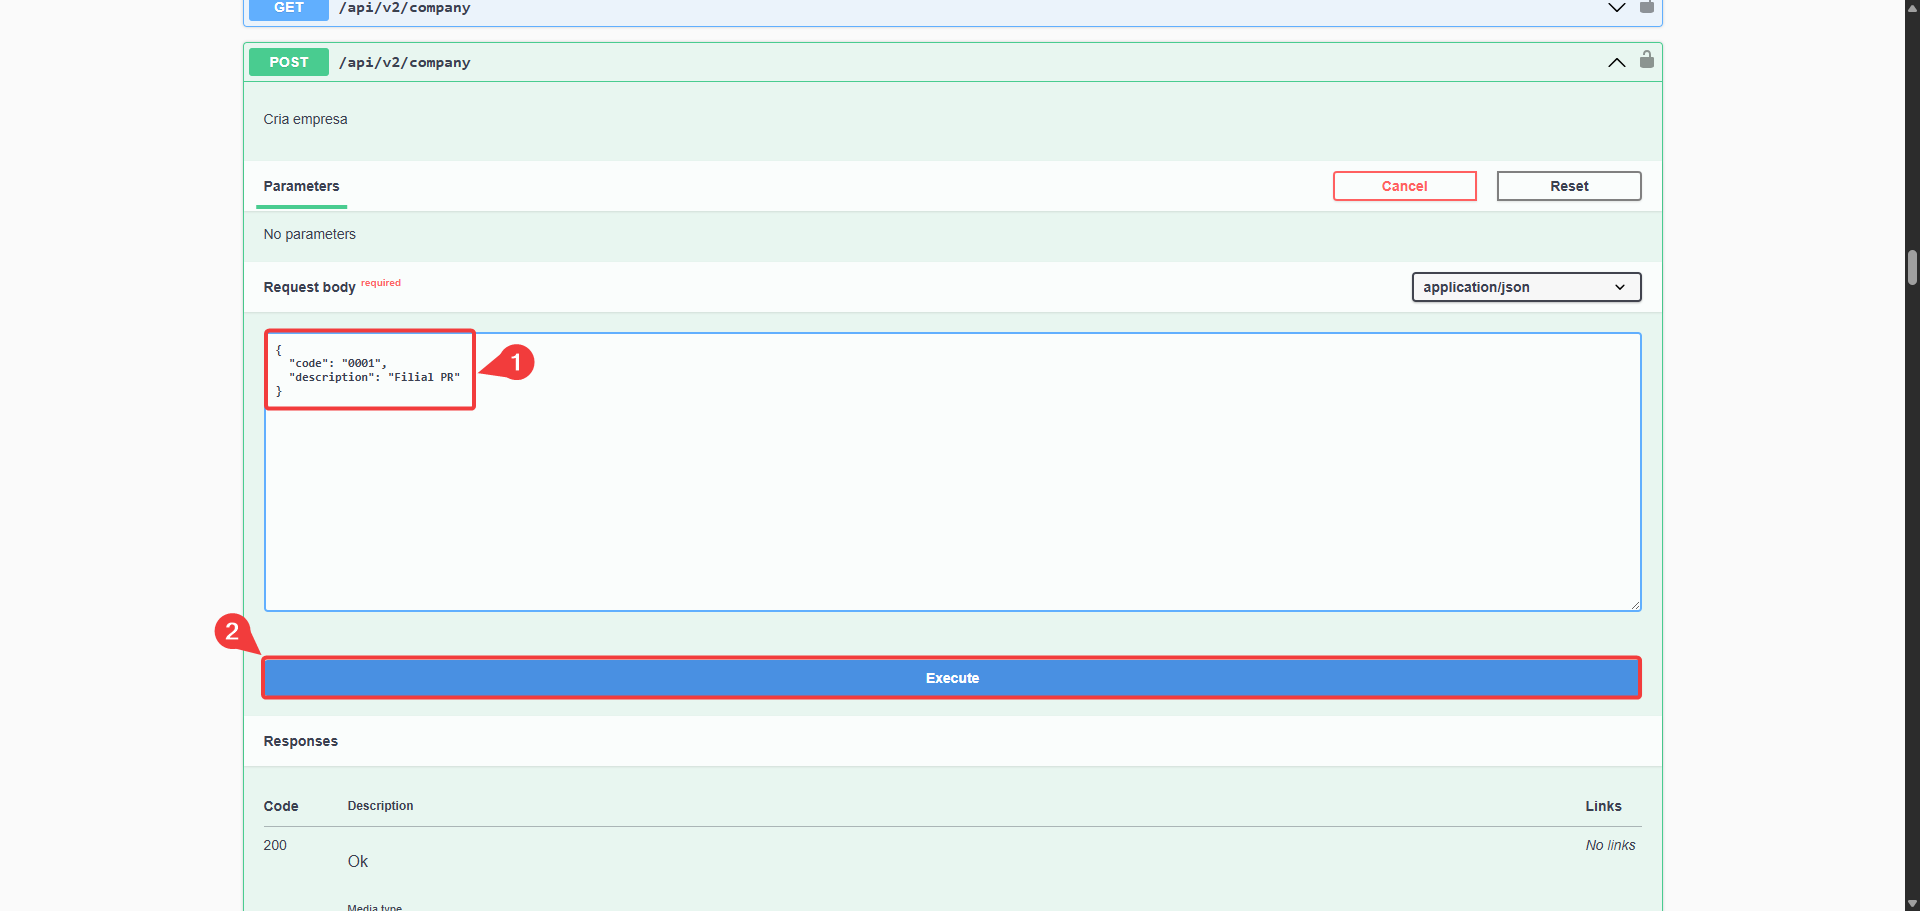 GET /api/v2/company
POST /api/v2/company
Cria empresa
Parameters
Cancel
Reset
No parameters
Request body required
application/json
{
"code": "0001",
"description": "Filial PR"
}
1
2
Execute
Responses
Code Description Links
200 No links
Ok
Media type